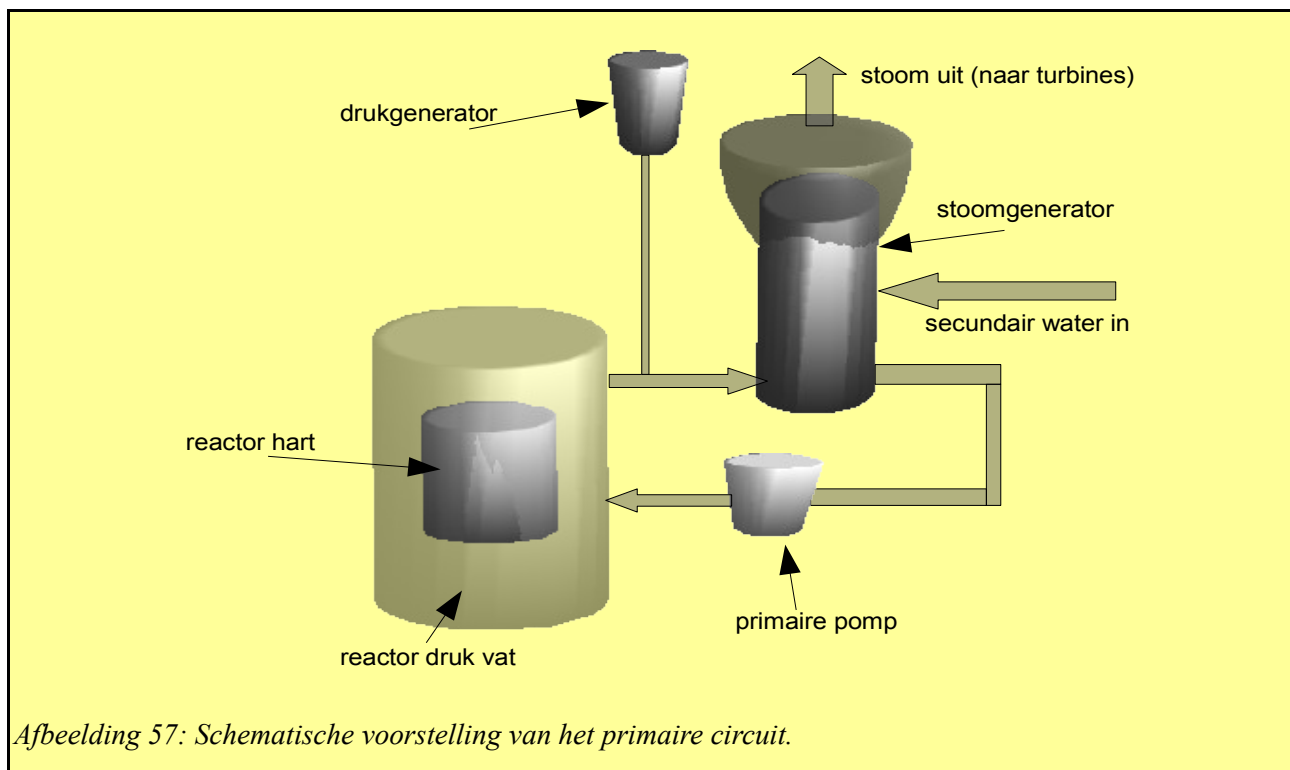 stoom uit (naar turbines)
drukgenerator
stoomgenerator
secundair water in
reactor hart
primaire pomp
reactor druk vat
Afbeelding 57: Schematische voorstelling van het primaire circuit.